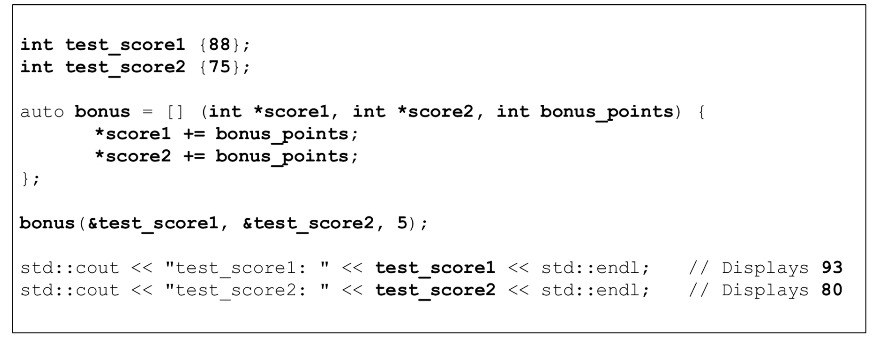 int test_score1 {88};
int test_score2 {75};
auto bonus = [] (int *score1, int *score2, int bonus_points) {
*score1 += bonus_points;
*score2 += bonus_points;
};
bonus(&test_score1, &test_score2, 5);
std::cout << "test_score1: " << test_score1 << std::endl; // Displays 93
std::cout << "test_score2: " << test_score2 << std::endl; // Displays 80